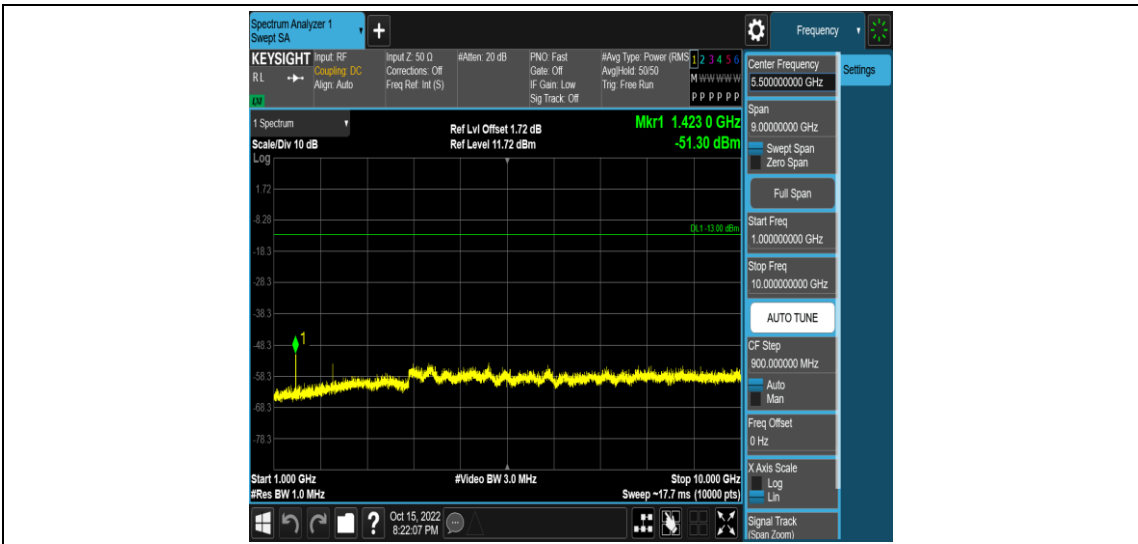 Spectrum Analyzer 1
Swept SA
+
Frequency
KEYSIGHT
RL
LXI
Input: RF
Coupling: DC
Align: Auto
Input Z: 50 Ω
Corrections: Off
Freq Ref: Int (S)
#Atten: 20 dB
PNO: Fast
Gate: Off
IF Gain: Low
Sig Track: Off
#Avg Type: Power (RMS
Avg|Hold: 50/50
Trig: Free Run
1 2 3 4 5 6
M W W W W W
P P P P P P
1 Spectrum
Scale/Div 10 dB
Log
Ref Lvl Offset 1.72 dB
Ref Level 11.72 dBm
Mkr1 1.423 0 GHz
-51.30 dBm
1.72
-8.28
DL1 -13.00 dBm
-18.3
-28.3
-38.3
-48.3
1
-58.3
-68.3
-78.3
Start 1.000 GHz
#Res BW 1.0 MHz
#Video BW 3.0 MHz
Stop 10.000 GHz
Sweep ~17.7 ms (10000 pts)
?
Oct 15, 2022
8:22:07 PM
Center Frequency
5.500000000 GHz
Settings
Span
9.00000000 GHz
Swept Span
Zero Span
Full Span
Start Freq
1.000000000 GHz
Stop Freq
10.000000000 GHz
AUTO TUNE
CF Step
900.000000 MHz
Auto
Man
Freq Offset
0 Hz
X Axis Scale
Log
Lin
Signal Track
(Span Zoom)